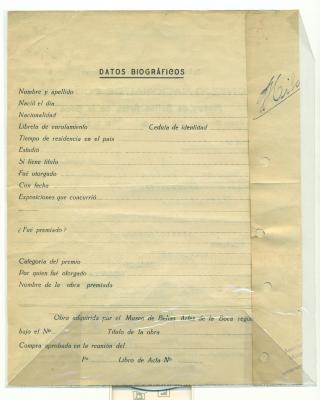 DATOS BIOGRÁFICOS
Nombre y apellido
Nació el día
Nacionalidad
Libreta de enrolamiento Cedula de identidad
Tiempo de residencia en el país
Estudió
Si tiene título
Fué otorgado
Con fecha
Exposiciones que concurrió
¿Fué premiado?
Categoría del premio
Por quien fué otorgado
Nombre de la obra premiada
Obra adquirida por el Museo de Bellas Artes de la Boca
bajo el Nº Título de la obra
Compra aprobada en la reunión del
Fº Libro de Acta Nº